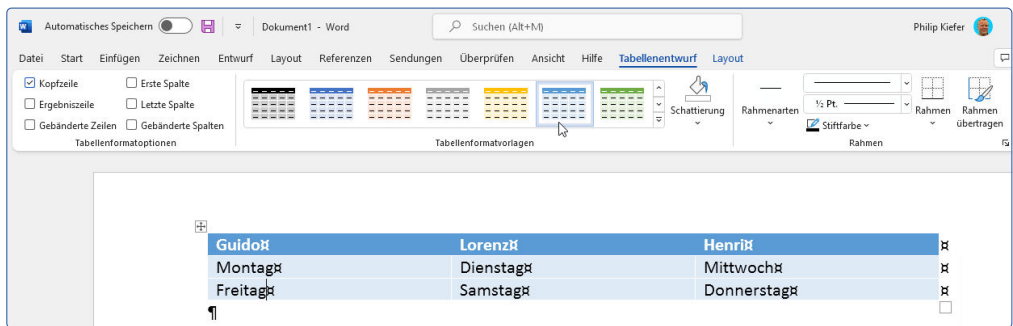 Automatisches Speichern Dokument1 - Word Suchen (Alt+M) Philip Kiefer
Datei Start Einfügen Zeichnen Entwurf Layout Referenzen Sendungen Überprüfen Ansicht Hilfe Tabellenentwurf Layout
Kopfzeile Erste Spalte
Ergebniszeile Letzte Spalte
Gebänderte Zeilen Gebänderte Spalten
Tabellenformatoptionen
Tabellenformatvorlagen
Schattierung
Rahmenarten
½ Pt.
Stiftfarbe
Rahmen
Rahmen übertragen
Rahmen
Guido¤ Lorenz¤ Henri¤ ¤
Montag¤ Dienstag¤ Mittwoch¤ ¤
Freitag¤ Samstag¤ Donnerstag¤ ¤
¶